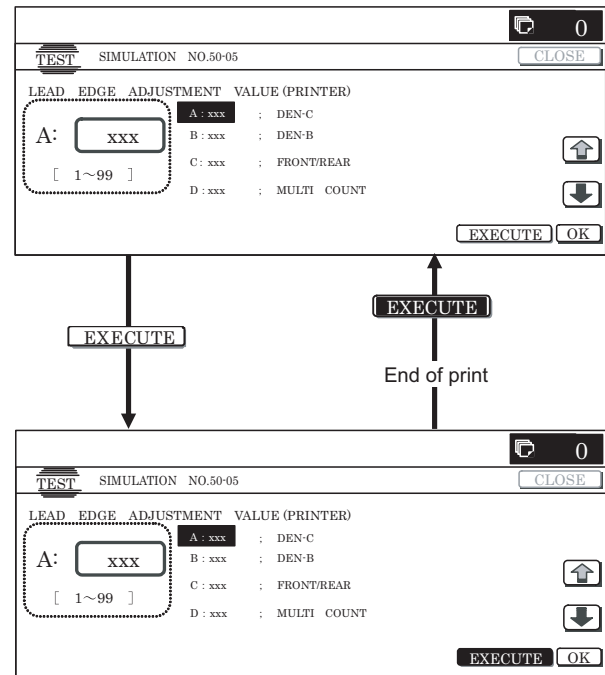 0
TEST SIMULATION NO.50-05 CLOSE
LEAD EDGE ADJUSTMENT VALUE (PRINTER)
A : xxx ; DEN-C
A: xxx B : xxx ; DEN-B
[ 1~99 ] C : xxx ; FRONT/REAR
D : xxx ; MULTI COUNT
EXECUTE OK
EXECUTE
EXECUTE
End of print
0
TEST SIMULATION NO.50-05 CLOSE
LEAD EDGE ADJUSTMENT VALUE (PRINTER)
A : xxx ; DEN-C
A: xxx B : xxx ; DEN-B
[ 1~99 ] C : xxx ; FRONT/REAR
D : xxx ; MULTI COUNT
EXECUTE OK